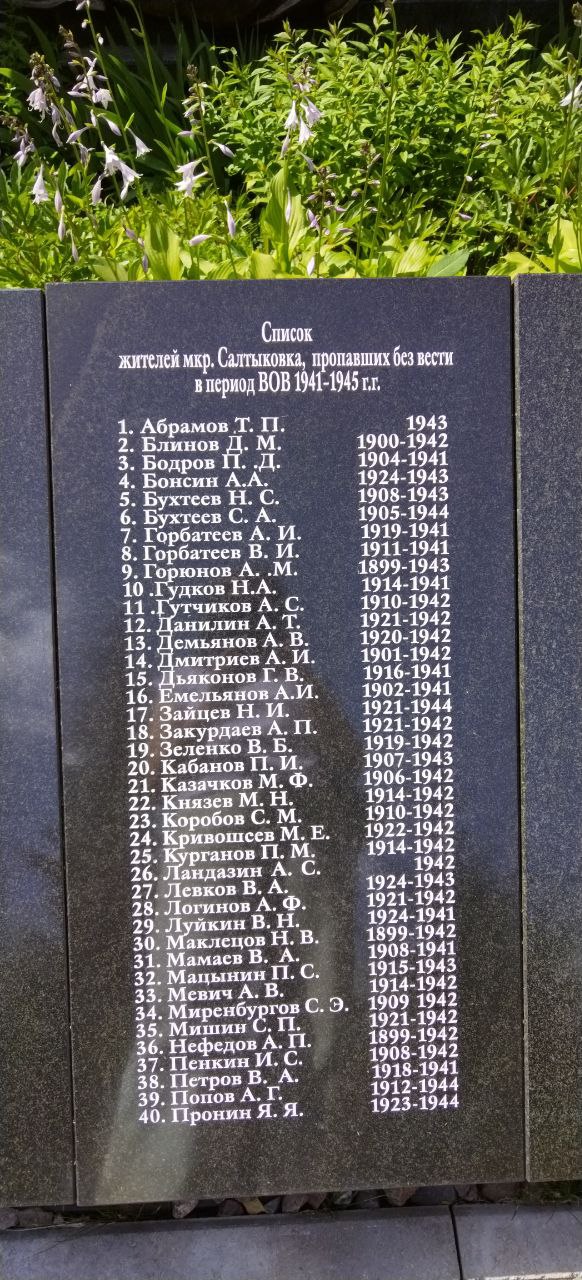 Список
жителей мкр. Салтыковка, пропавших без вести
в период ВОВ 1941-1945 г.г.
1. Абрамов Т. П. 1943
2. Блинов Д. М. 1900-1942
3. Бодров П. .Д. 1904-1941
4. Бонсин А.А. 1924-1943
5. Бухтеев Н. С. 1908-1943
6. Бухтеев С. А. 1905-1944
7. Горбатеев А. И. 1919-1941
8. Горбатеев В. И. 1911-1941
9. Горюнов А. .М. 1899-1943
10 .Гудков Н.А. 1914-1941
11 .Гутчиков А. С. 1910-1942
12. Данилин А. Т. 1921-1942
13. Демьянов А. В. 1920-1942
14. Дмитриев А. И. 1901-1942
15. Дьяконов Г. В. 1916-1941
16. Емельянов А.И. 1902-1941
17. Зайцев Н. И. 1921-1944
18. Закурдаев А. П. 1921-1942
19. Зеленко В. Б. 1919-1942
20. Кабанов П. И. 1907-1943
21. Казачков М. Ф. 1906-1942
22. Князев М. Н. 1914-1942
23. Коробов С. М. 1910-1942
24. Кривошсев М. Е. 1922-1942
25. Курганов П. М. 1914-1942
26. Ландазин А. С. 1942
27. Левков В. А. 1924-1943
28. Логинов А. Ф. 1921-1942
29. Луйкин В. Н. 1924-1941
30. Маклецов Н. В. 1899-1942
31. Мамаев В. А. 1908-1941
32. Мацынин П. С. 1915-1943
33. Мевич А. В. 1914-1942
34. Миренбургов С. Э. 1909 1942
35. Мишин С. П. 1921-1942
36. Нефедов А. П. 1899-1942
37. Пенкин И. С. 1908-1942
38. Петров В. А. 1918-1941
39. Попов А. Г. 1912-1944
40. Пронин Я. Я. 1923-1944